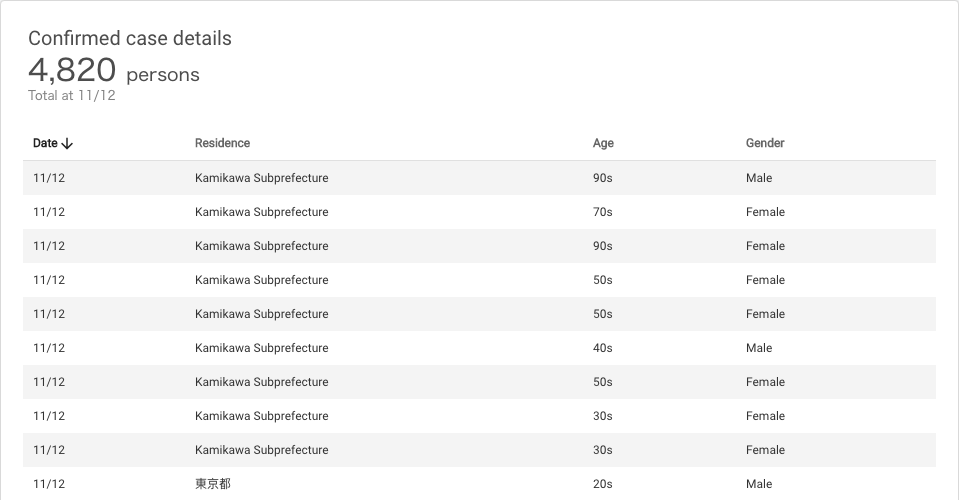 Confirmed case details
4,820 persons
Total at 11/12
Date Residence Age Gender
11/12 Kamikawa Subprefecture 90s Male
11/12 Kamikawa Subprefecture 70s Female
11/12 Kamikawa Subprefecture 90s Female
11/12 Kamikawa Subprefecture 50s Female
11/12 Kamikawa Subprefecture 50s Female
11/12 Kamikawa Subprefecture 40s Male
11/12 Kamikawa Subprefecture 50s Female
11/12 Kamikawa Subprefecture 30s Female
11/12 Kamikawa Subprefecture 30s Female
11/12 東京都 20s Male